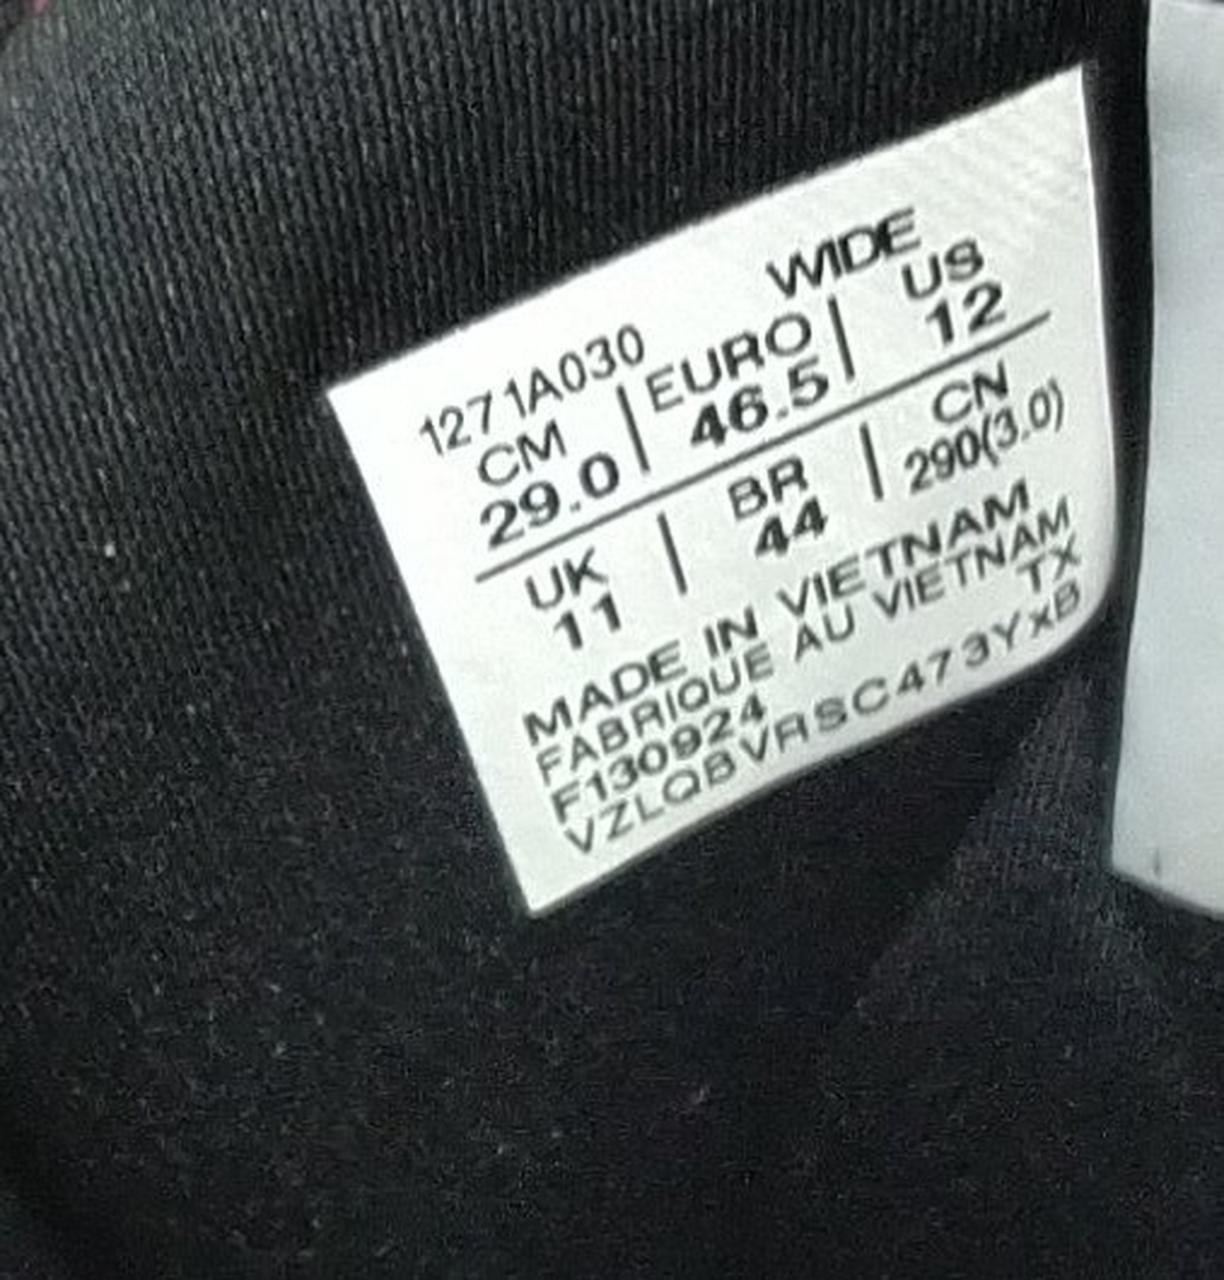 WIDE
1271A030
CM | EURO | US
29.0 | 46.5 | 12
UK | BR | CN
11 | 44 | 290(3.0)
MADE IN VIETNAM
FABRIQUE AU VIETNAM
F130924 TX
VZLQBVRSC473YxB